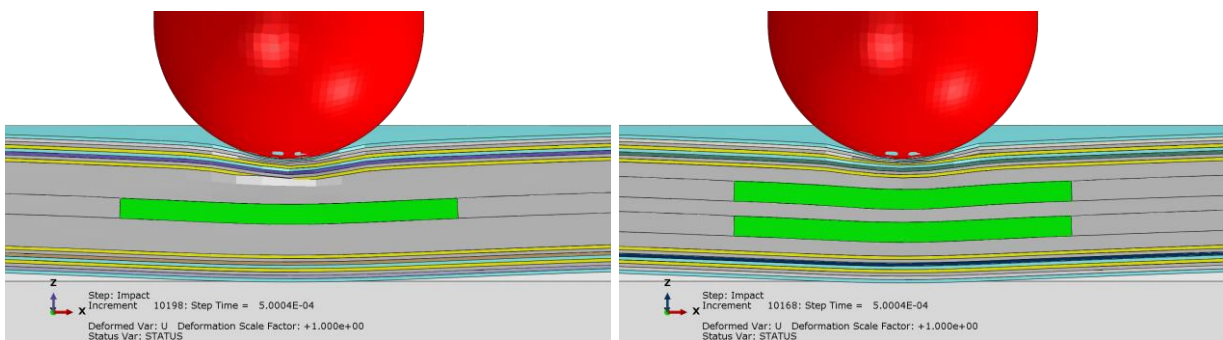 Z
X
Step: Impact
Increment 10198: Step Time = 5.0004E-04
Deformed Var: U Deformation Scale Factor: +1.000e+00
Status Var: STATUS
Z
X
Step: Impact
Increment 10168: Step Time = 5.0004E-04
Deformed Var: U Deformation Scale Factor: +1.000e+00
Status Var: STATUS